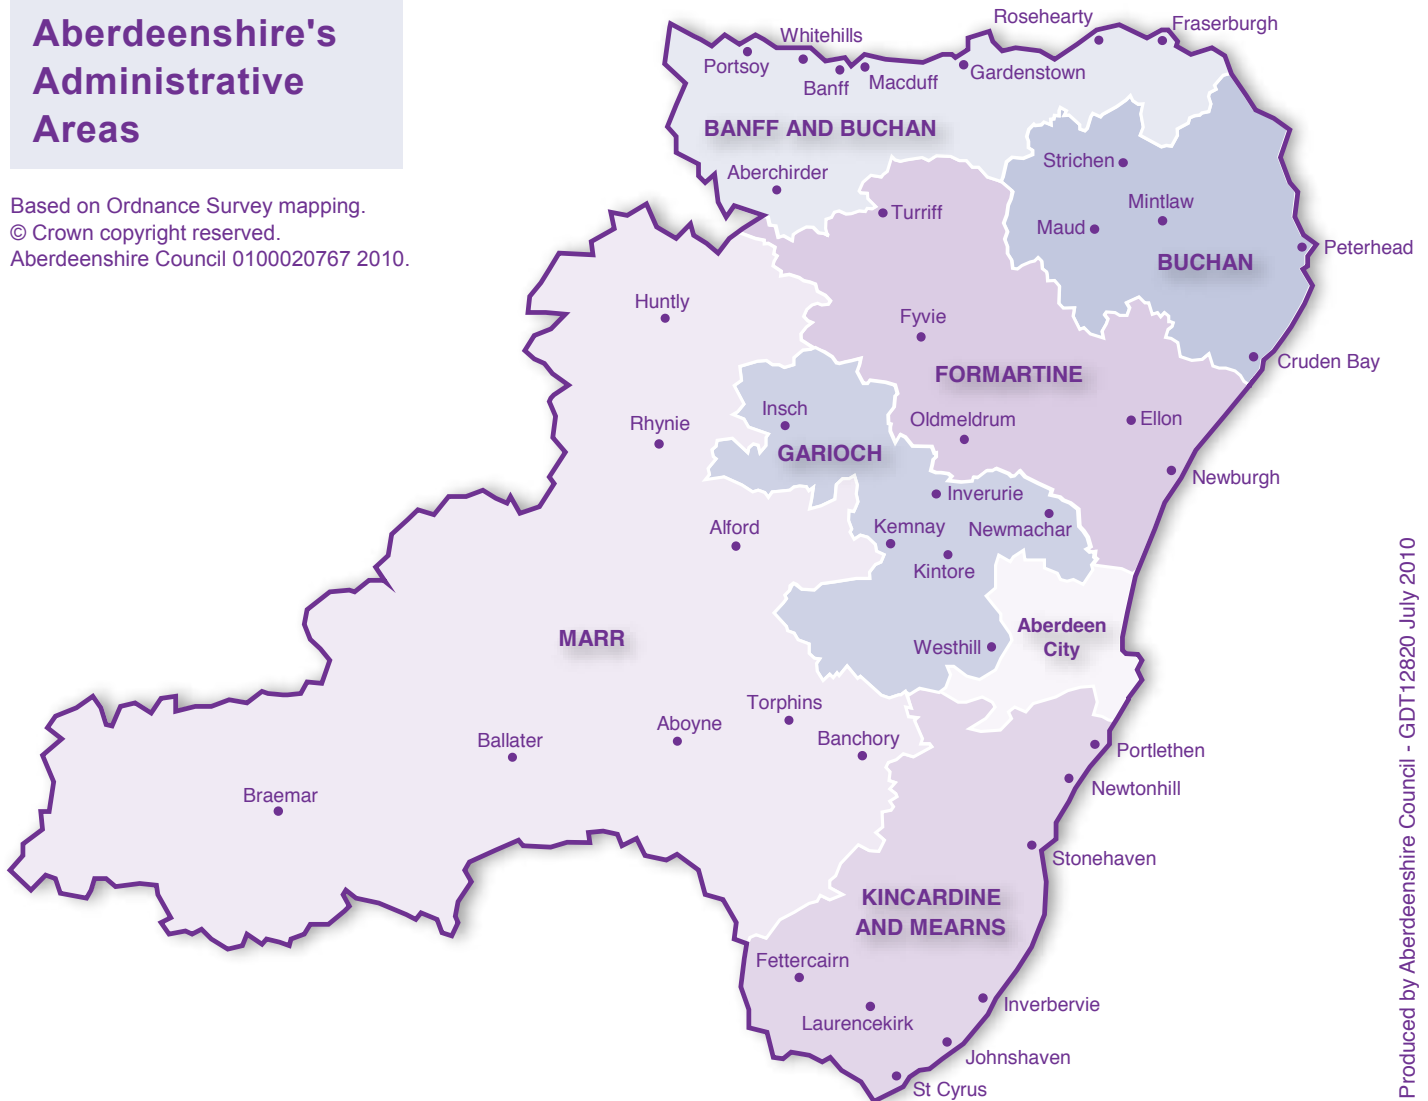 Aberdeenshire's
Administrative
Areas
Based on Ordnance Survey mapping.
© Crown copyright reserved.
Aberdeenshire Council 0100020767 2010.
Rosehearty
Fraserburgh
Whitehills
Portsoy
Banff
Macduff
Gardenstown
BANFF AND BUCHAN
Aberchirder
Strichen
Mintlaw
Maud
Turriff
Peterhead
BUCHAN
Huntly
Fyvie
Cruden Bay
FORMARTINE
Insch
Rhynie
Oldmeldrum
Ellon
GARIOCH
Newburgh
Inverurie
Alford
Kemnay
Newmachar
Kintore
MARR
Aberdeen
City
Westhill
Torphins
Aboyne
Ballater
Banchory
Portlethen
Braemar
Newtonhill
Stonehaven
KINCARDINE
AND MEARNS
Fettercairn
Inverbervie
Laurencekirk
Johnshaven
St Cyrus
Produced by Aberdeenshire Council - GDT12820 July 2010